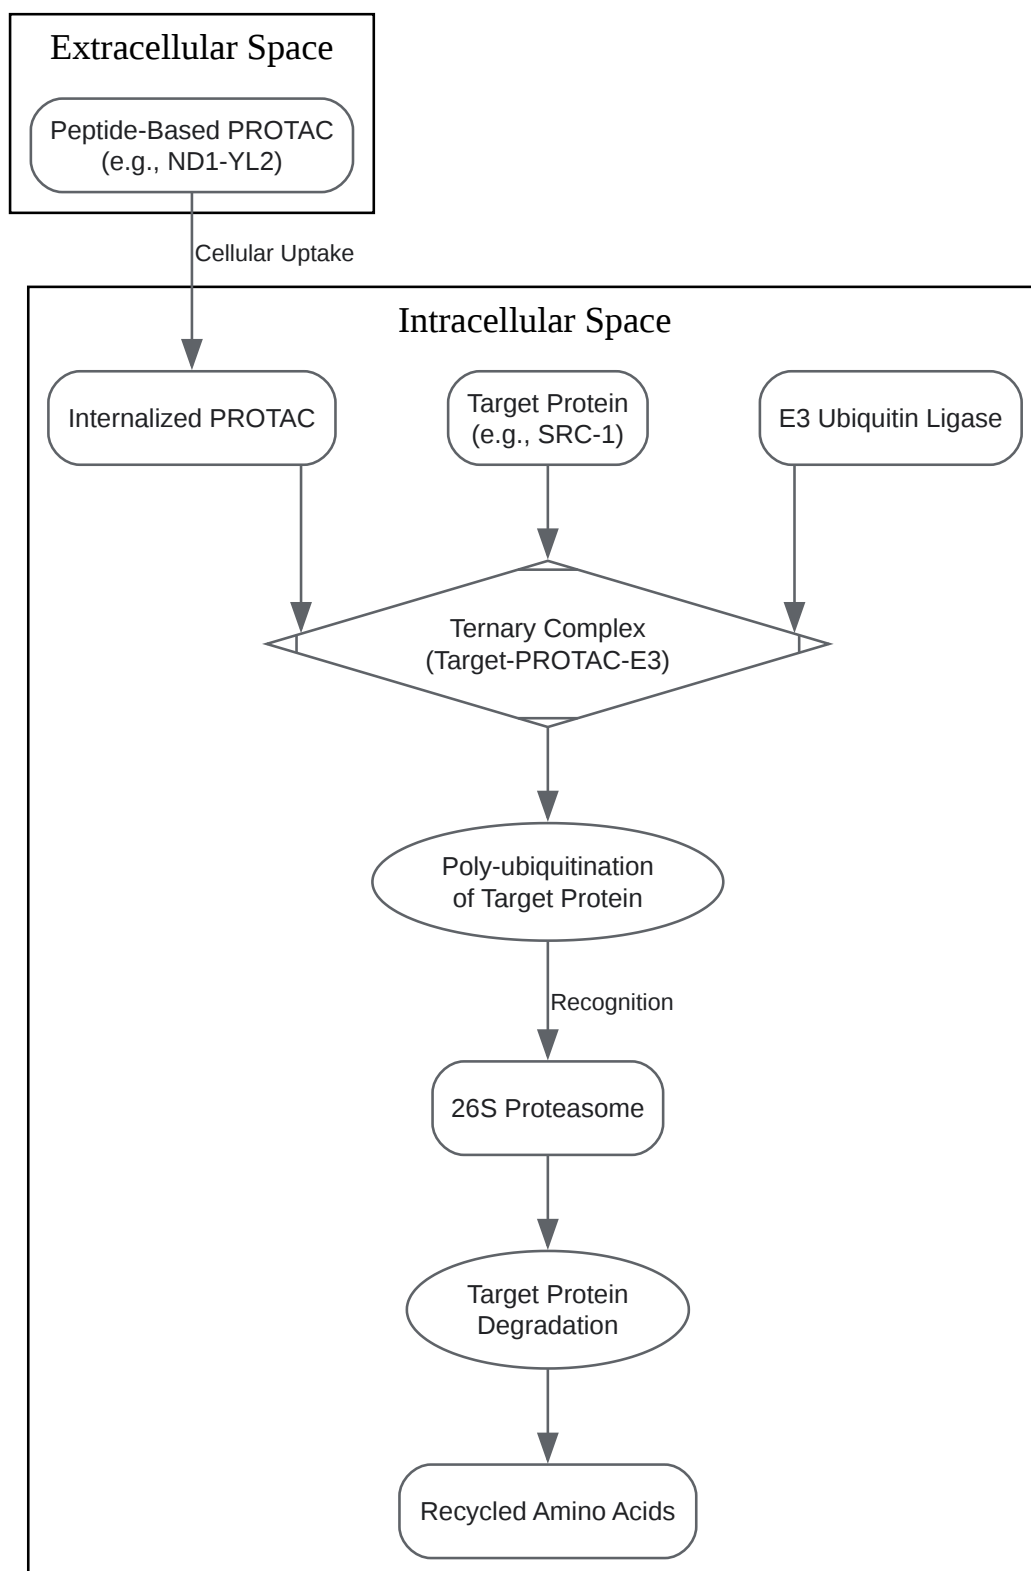 Extracellular Space
Peptide-Based PROTAC
(e.g., ND1-YL2)
Cellular Uptake
Intracellular Space
Internalized PROTAC
Target Protein
(e.g., SRC-1)
E3 Ubiquitin Ligase
Ternary Complex
(Target-PROTAC-E3)
Poly-ubiquitination
of Target Protein
Recognition
26S Proteasome
Target Protein
Degradation
Recycled Amino Acids